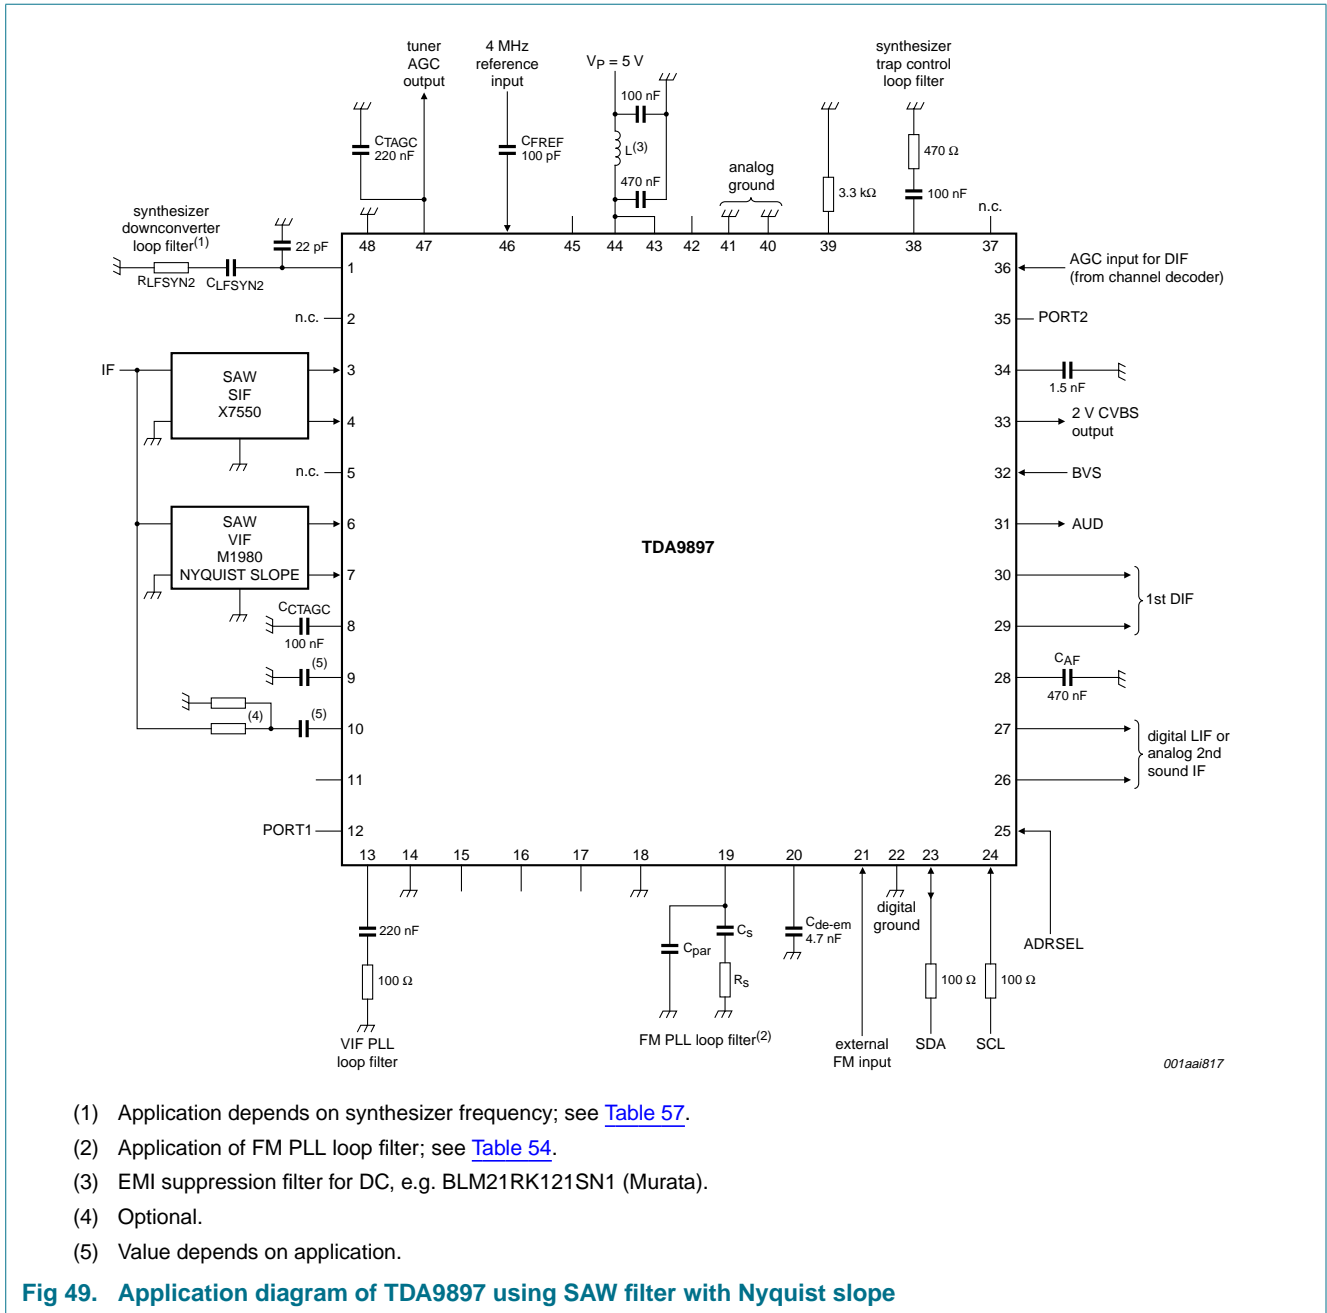 tuner
AGC
output
4 MHz
reference
input
VP = 5 V
synthesizer
trap control
loop filter
100 nF
CTAGC
220 nF
CFREF
100 pF
L(3)
470 nF
analog
ground
3.3 kΩ
470 Ω
100 nF
n.c.
synthesizer
downconverter
loop filter(1)
22 pF
RLFSYN2
CLFSYN2
48
47
46
45
44
43
42
41
40
39
38
37
1
36
AGC input for DIF
(from channel decoder)
n.c.
2
35
PORT2
IF
SAW
SIF
X7550
3
34
1.5 nF
4
33
2 V CVBS
output
n.c.
5
32
BVS
SAW
VIF
M1980
NYQUIST SLOPE
6
31
AUD
TDA9897
7
30
1st DIF
CCTAGC
100 nF
8
29
(5)
9
28
CAF
470 nF
(4)
(5)
10
27
digital LIF or
analog 2nd
sound IF
11
26
PORT1
12
25
13
14
15
16
17
18
19
20
21
22
23
24
digital
ground
ADRSEL
220 nF
100 Ω
VIF PLL
loop filter
Cpar
Cs
Rs
FM PLL loop filter(2)
Cde-em
4.7 nF
external
FM input
100 Ω
SDA
100 Ω
SCL
001aai817
(1) Application depends on synthesizer frequency; see Table 57.
(2) Application of FM PLL loop filter; see Table 54.
(3) EMI suppression filter for DC, e.g. BLM21RK121SN1 (Murata).
(4) Optional.
(5) Value depends on application.
Fig 49. Application diagram of TDA9897 using SAW filter with Nyquist slope